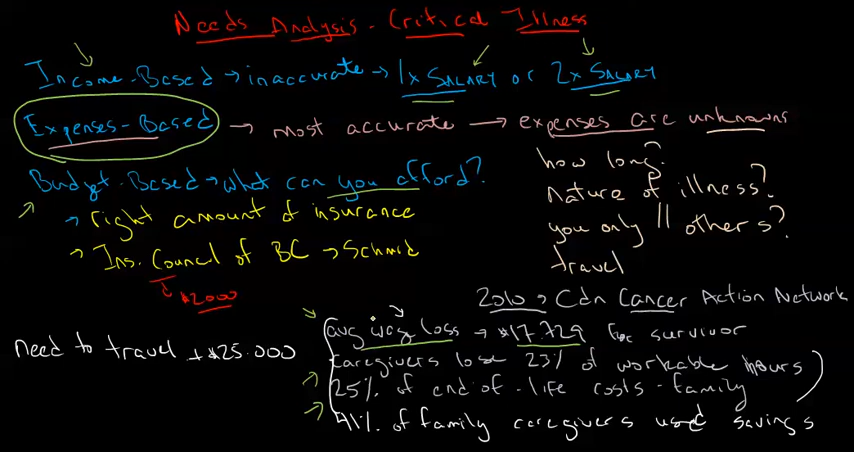 Needs Analysis - Critical Illness
Income-Based → inaccurate → 1x SALARY or 2x SALARY
Expenses-Based → most accurate → expenses are unknowns
how long?
Budget-Based → what can you afford?
nature of illness?
→ right amount of insurance
you only || others?
→ Ins. Council of BC → Schmid
travel
$2000
2010 → Cdn Cancer Action Network
avg wage loss → $17,729 for survivor
need to travel + $25,000
caregivers lose 23% of workable hours
25% of end-of-life costs - family
41% of family caregivers used savings